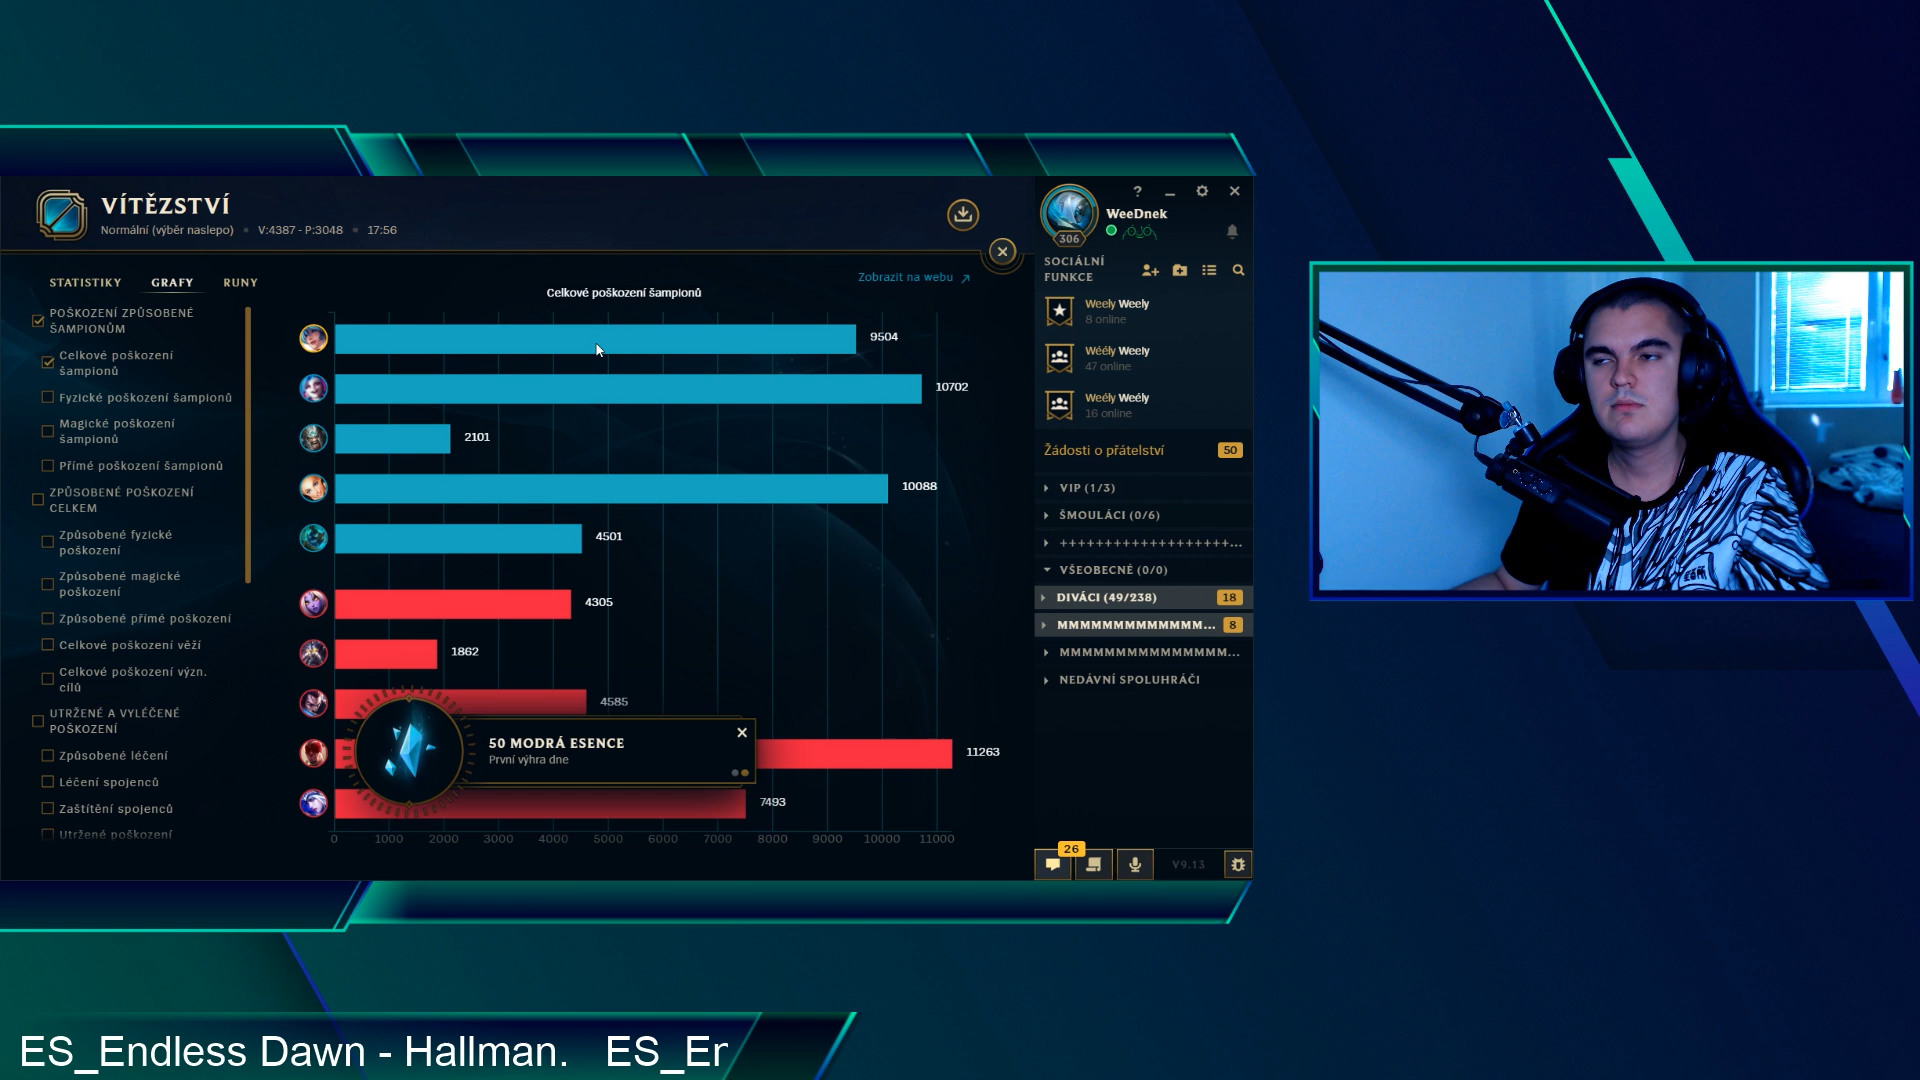 VÍTĚZSTVÍ
Normální (výběr naslepo) • V:4387 - P:3048 • 17:56
STATISTIKY GRAFY RUNY
Zobrazit na webu
POŠKOZENÍ ZPŮSOBENÉ
ŠAMPIONŮM
Celkové poškození
šampionů
Fyzické poškození šampionů
Magické poškození
šampionů
Přímé poškození šampionů
ZPŮSOBENÉ POŠKOZENÍ
CELKEM
Způsobené fyzické
poškození
Způsobené magické
poškození
Způsobené přímé poškození
Celkové poškození věží
Celkové poškození význ.
cílů
UTRŽENÉ A VYLÉČENÉ
POŠKOZENÍ
Způsobené léčení
Léčení spojenců
Zaštítění spojenců
Utržené poškození
Celkové poškození šampionů
9504
10702
2101
10088
4501
4305
1862
4585
11263
7493
50 MODRÁ ESENCE
První výhra dne
0 1000 2000 3000 4000 5000 6000 7000 8000 9000 10000 11000
?
306
WeeDnek
SOCIÁLNÍ
FUNKCE
Weely Weely
8 online
Wéély Weely
47 online
Weély Weély
16 online
Žádosti o přátelství 50
VIP (1/3)
ŠMOULÁCI (0/6)
++++++++++++++++++...
VŠEOBECNÉ (0/0)
DIVÁCI (49/238) 18
MMMMMMMMMMMMM... 8
MMMMMMMMMMMMMMM...
NEDÁVNÍ SPOLUHRÁČI
26
V9.13
ES_Endless Dawn - Hallman. ES_Er